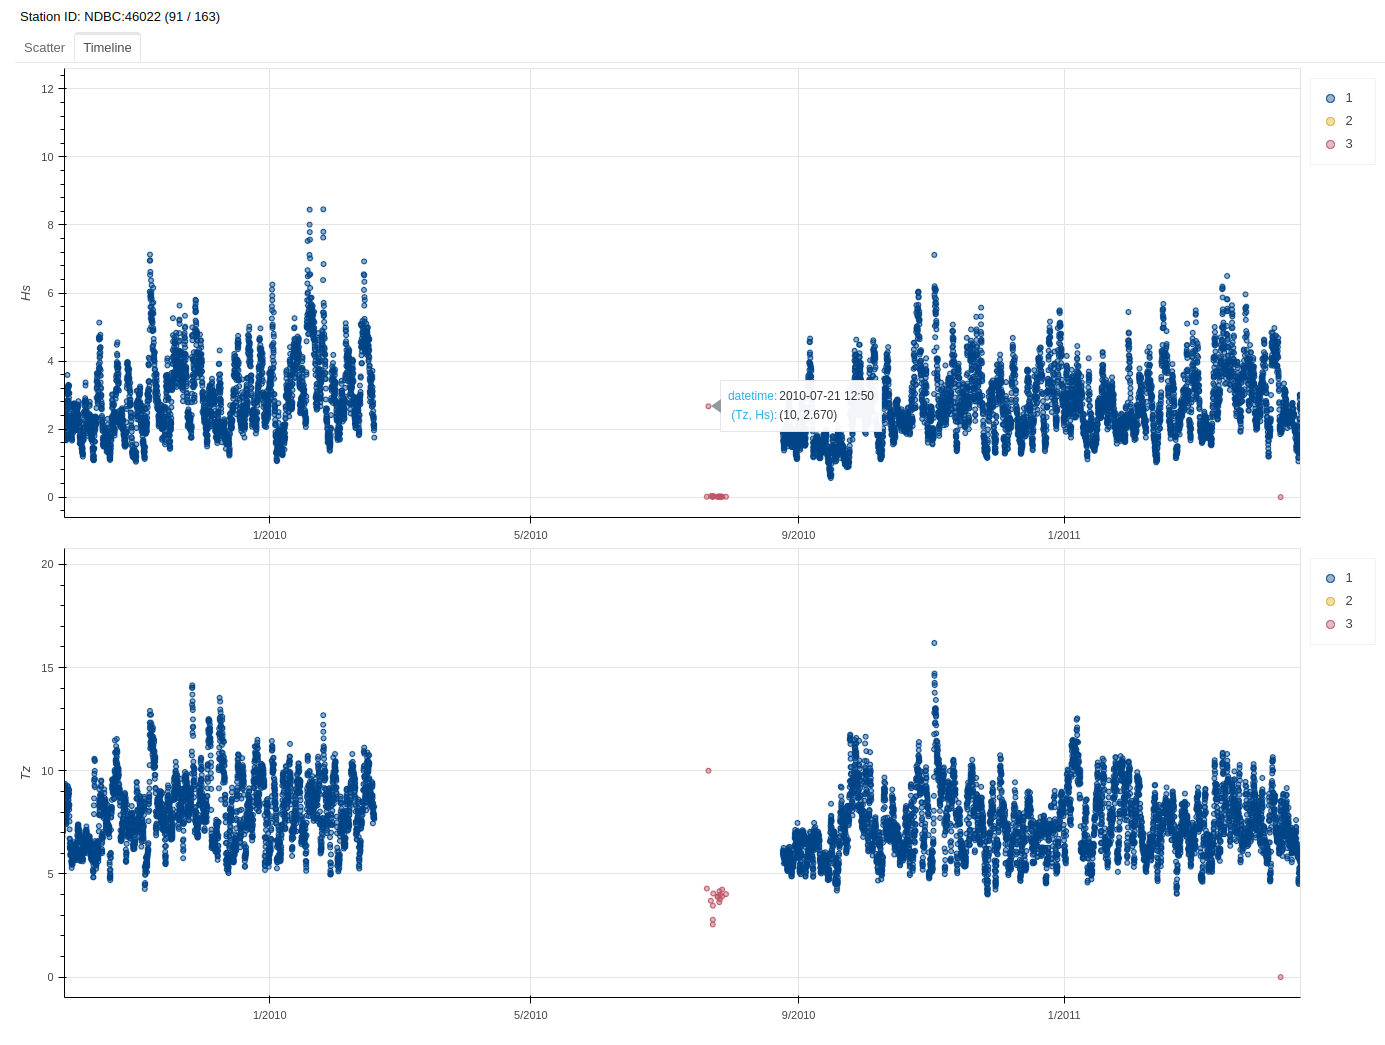 Station ID: NDBC:46022 (91 / 163)
Scatter Timeline
12
10
8
6
4
2
0
Hs
1/2010 5/2010 9/2010 1/2011
1
2
3
datetime: 2010-07-21 12:50
(Tz, Hs): (10, 2.670)
20
15
10
5
0
Tz
1/2010 5/2010 9/2010 1/2011
1
2
3